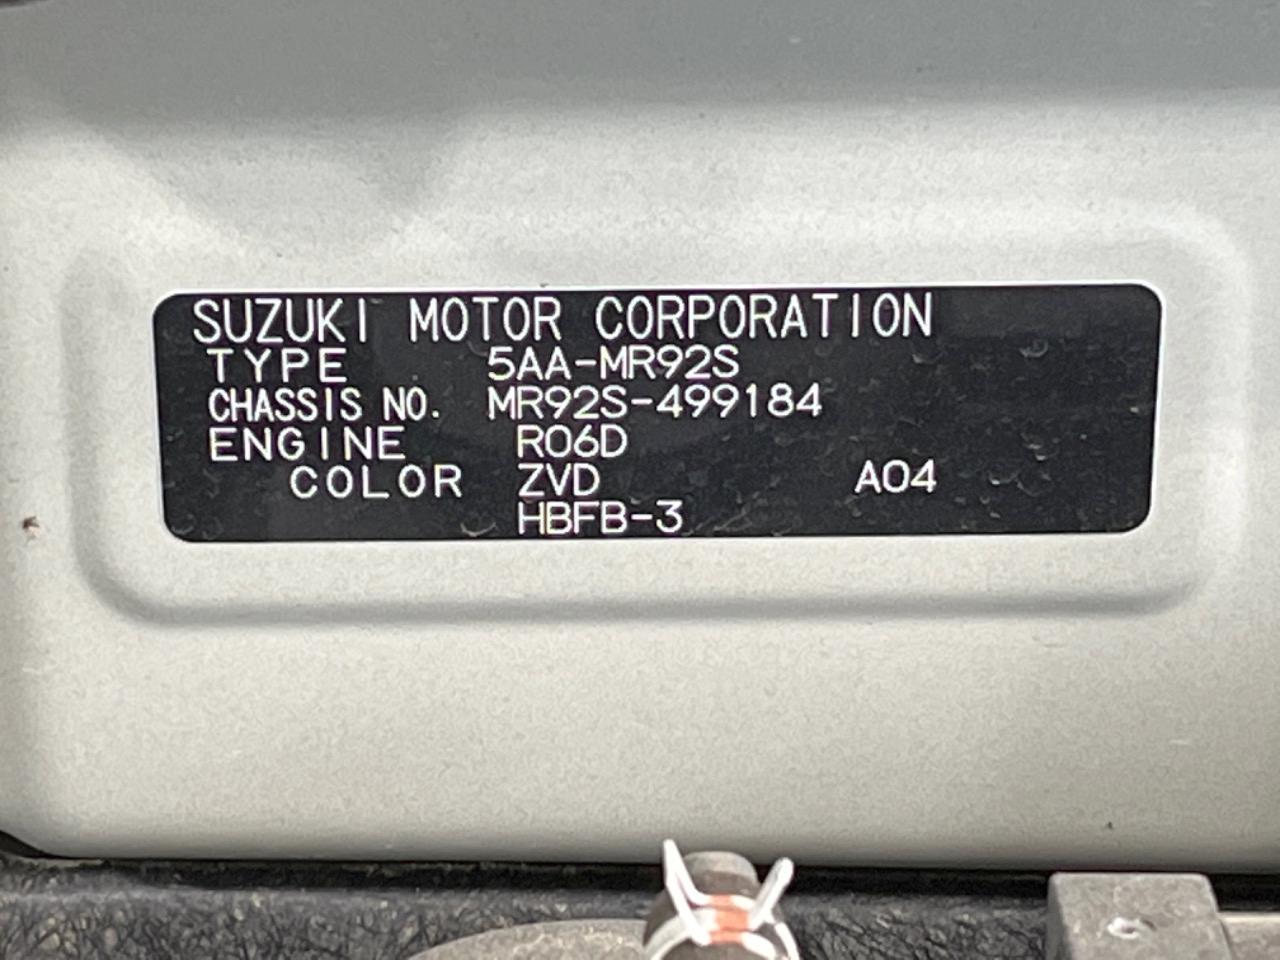 SUZUKI MOTOR CORPORATION
TYPE 5AA-MR92S
CHASSIS NO. MR92S-499184
ENGINE R06D
COLOR ZVD A04
HBFB-3